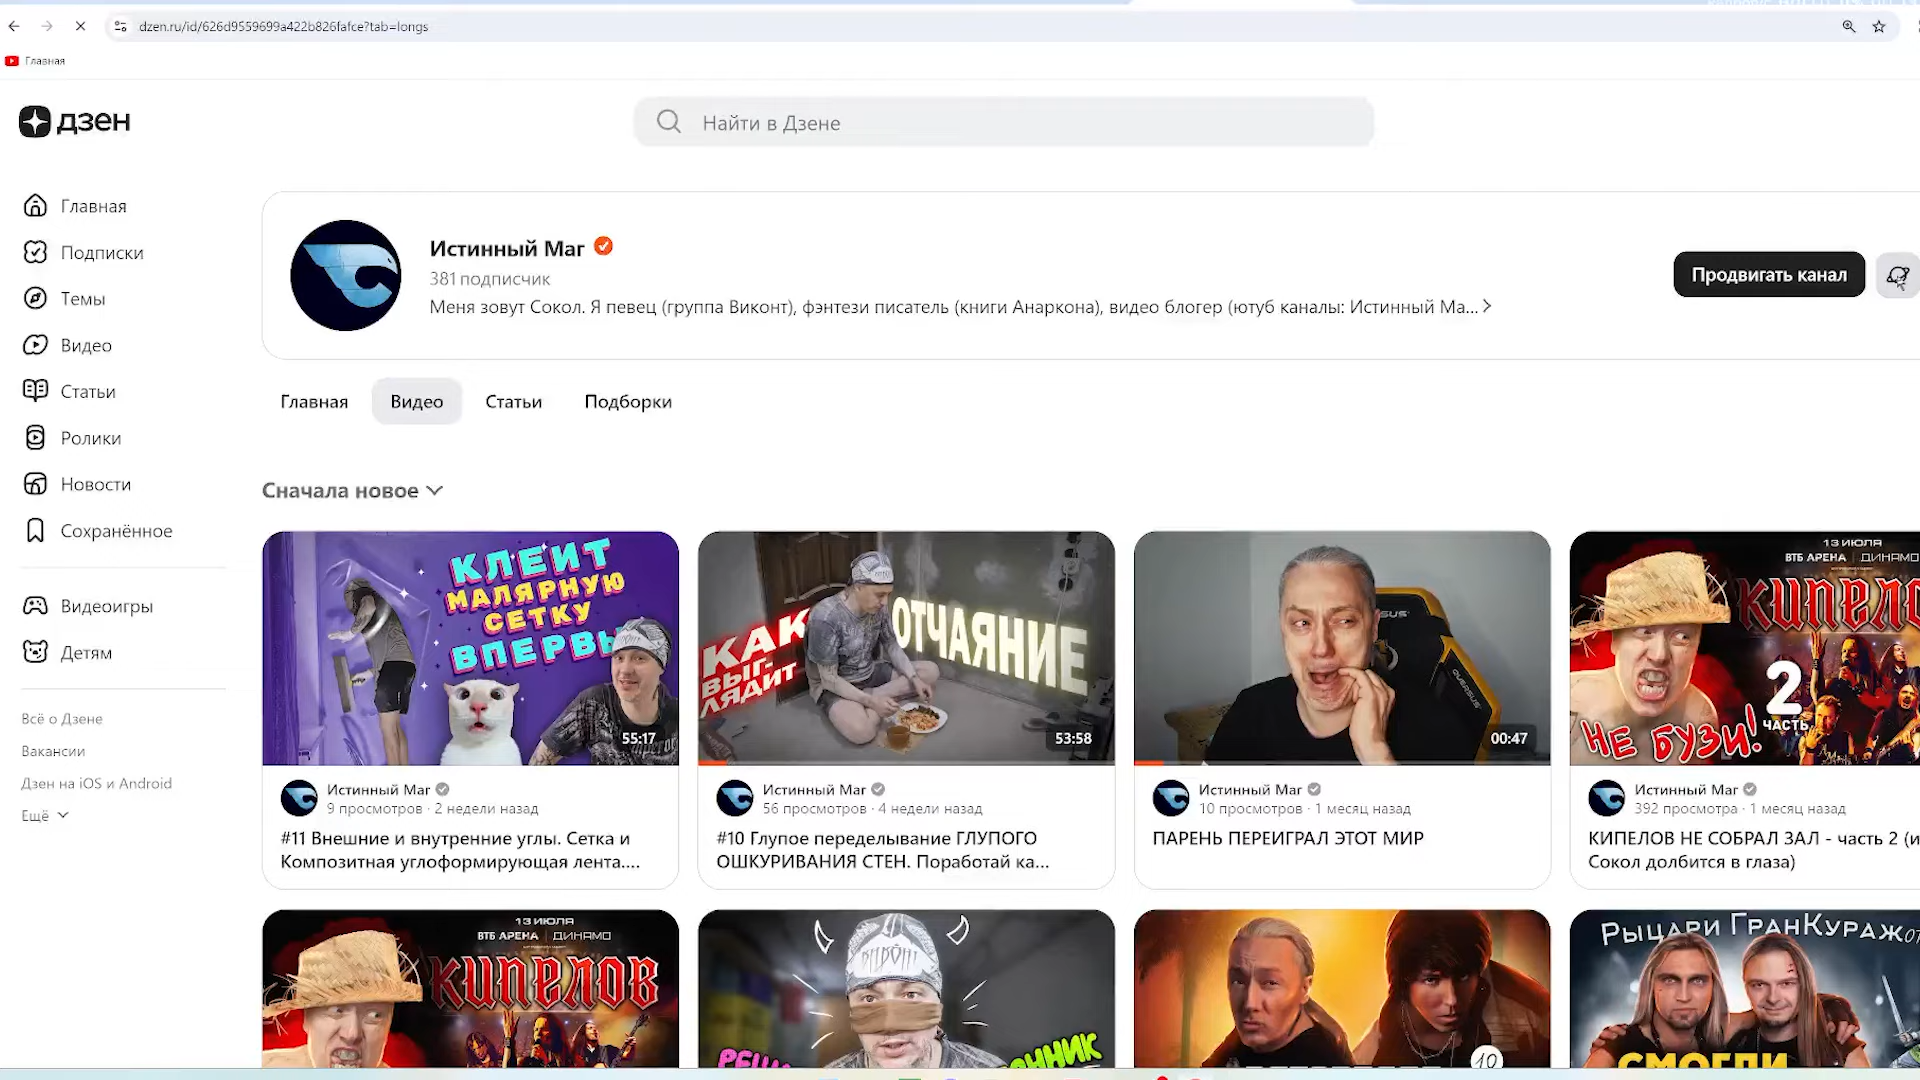 dzen.ru/id/626d9559699a422b826fafce?tab=longs
Главная
дзен
Найти в Дзене
Главная
Подписки
Темы
Видео
Статьи
Ролики
Новости
Сохранённое
Видеоигры
Детям
Всё о Дзене
Вакансии
Дзен на iOS и Android
Ещё
Истинный Маг
381 подписчик
Меня зовут Сокол. Я певец (группа Виконт), фэнтези писатель (книги Анаркона), видео блогер (ютуб каналы: Истинный Ма...
Продвигать канал
Главная
Видео
Статьи
Подборки
Сначала новое
КЛЕИТ
МАЛЯРНУЮ
СЕТКУ
ВПЕРВЫ
55:17
Истинный Маг
9 просмотров · 2 недели назад
#11 Внешние и внутренние углы. Сетка и
Композитная углоформирующая лента....
КАК
ВЫГ-
ЛЯДИТ
ОТЧАЯНИЕ
53:58
Истинный Маг
56 просмотров · 4 недели назад
#10 Глупое переделывание ГЛУПОГО
ОШКУРИВАНИЯ СТЕН. Поработай ка...
00:47
Истинный Маг
10 просмотров · 1 месяц назад
ПАРЕНЬ ПЕРЕИГРАЛ ЭТОТ МИР
13 ИЮЛЯ
ВТБ АРЕНА | ДИНАМО
КИПЕЛО
2
ЧАСТЬ
НЕ БУЗИ!
Истинный Маг
392 просмотра · 1 месяц назад
КИПЕЛОВ НЕ СОБРАЛ ЗАЛ - часть 2 (и
Сокол долбится в глаза)
13 ИЮЛЯ
ВТБ АРЕНА | ДИНАМО
КИПЕЛОВ
10
РЫЦАРИ ГРАНКУРАЖ
СМОГЛИ